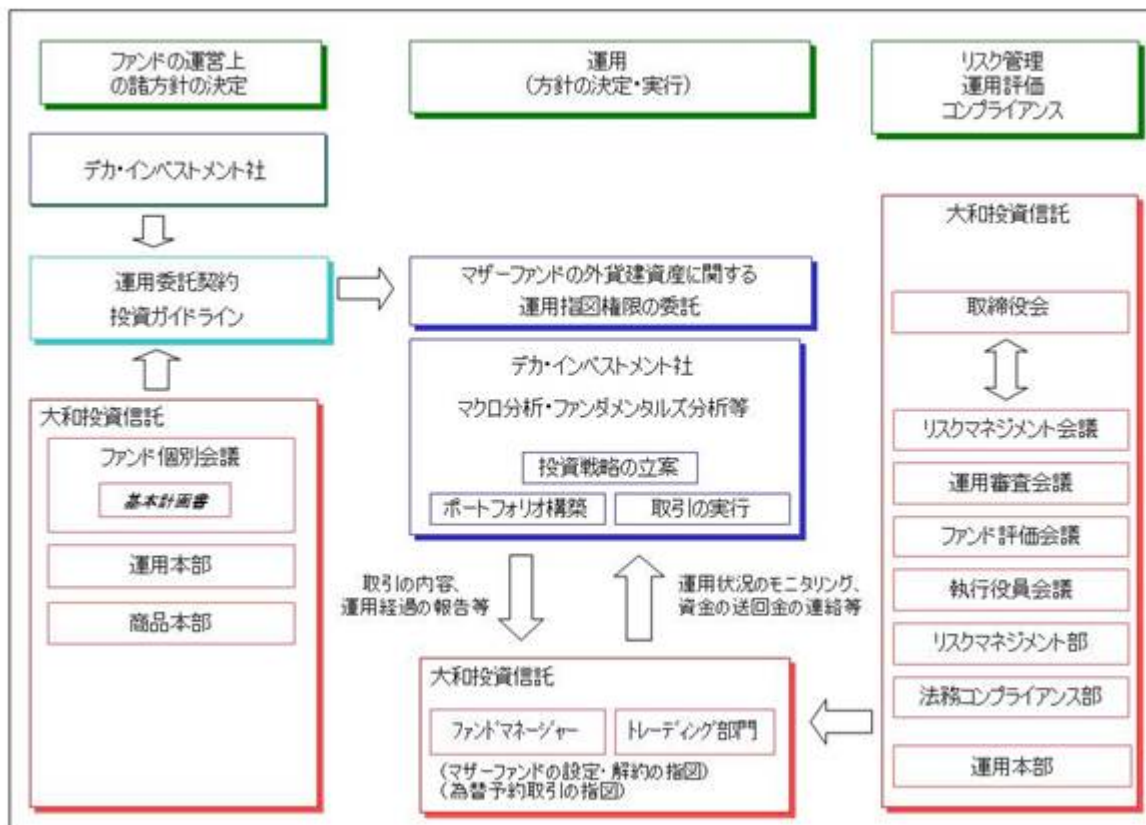 ファンドの運営上
の諸方針の決定
運用
(方針の決定・実行)
リスク管理
運用評価
コンプライアンス
デカ・インベストメント社
運用委託契約
投資ガイドライン
マザーファンドの外貨建資産に関する
運用指図権限の委託
デカ・インベストメント社
マクロ分析・ファンダメンタルズ分析等
投資戦略の立案
ポートフォリオ構築
取引の実行
大和投資信託
ファンド個別会議
基本計画書
運用本部
商品本部
取引の内容、
運用経過の報告等
運用状況のモニタリング、
資金の送回金の連絡等
大和投資信託
ファンドマネージャー
トレーディング部門
(マザーファンドの設定・解約の指図)
(為替予約取引の指図)
大和投資信託
取締役会
リスクマネジメント会議
運用審査会議
ファンド評価会議
執行役員会議
リスクマネジメント部
法務コンプライアンス部
運用本部